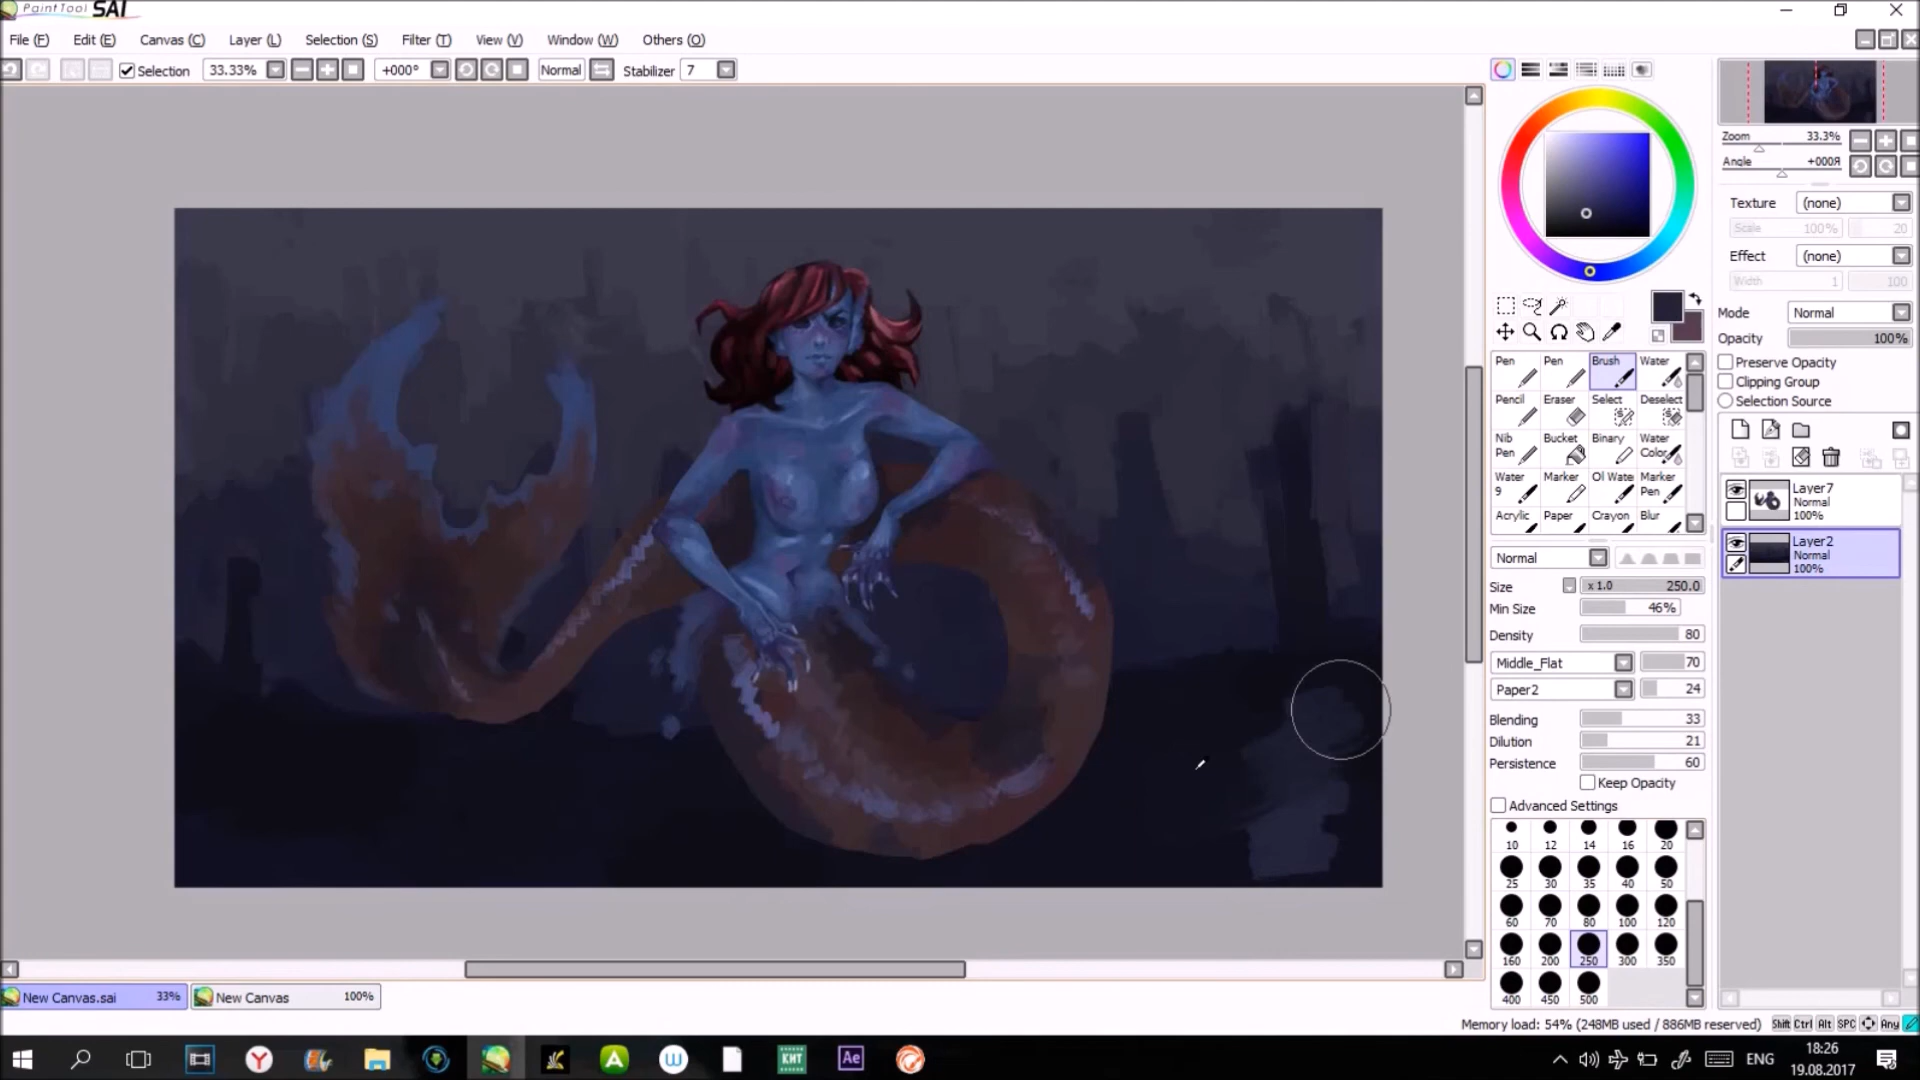 PaintTool SAI
File (F) Edit (E) Canvas (C) Layer (L) Selection (S) Filter (T) View (V) Window (W) Others (O)
Selection 33.33% +000° Normal Stabilizer 7
Zoom 33.3%
Angle +000Я
Texture (none)
Scale 100% 20
Effect (none)
Width 1 100
Mode Normal
Opacity 100%
Preserve Opacity
Clipping Group
Selection Source
Pen Pen Brush Water
Pencil Eraser Select Deselect
Nib Pen Bucket Binary Water Color
Water 9 Marker Ol Wate Marker Pen
Acrylic Paper Crayon Blur
Layer7
Normal
100%
Layer2
Normal
100%
Normal
Size x 1.0 250.0
Min Size 46%
Density 80
Middle_Flat 70
Paper2 24
Blending 33
Dilution 21
Persistence 60
Keep Opacity
Advanced Settings
10 12 14 16 20
25 30 35 40 50
60 70 80 100 120
160 200 250 300 350
400 450 500
New Canvas.sai 33% New Canvas 100%
Memory load: 54% (248MB used / 886MB reserved) Shift Ctrl Alt SPC Any
Y A W КНТ Ae
ENG
18:26
19.08.2017